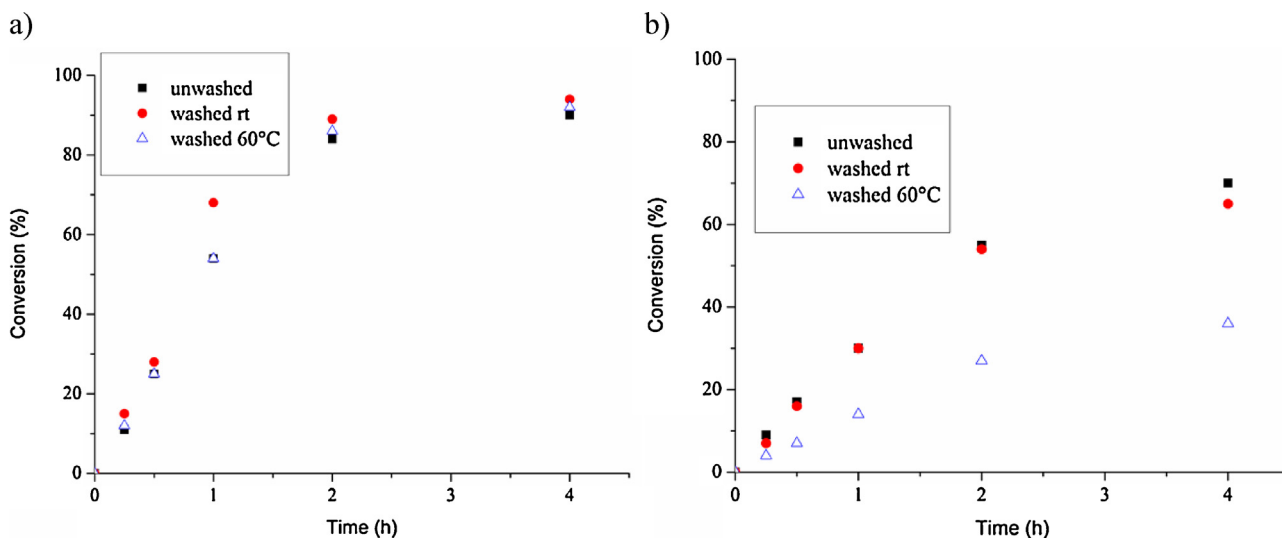 a)
100
80
60
40
20
0
Conversion (%)
unwashed
washed rt
washed 60°C
0
1
2
3
4
Time (h)
b)
100
80
60
40
20
0
Conversion (%)
unwashed
washed rt
washed 60°C
0
1
2
3
4
Time (h)